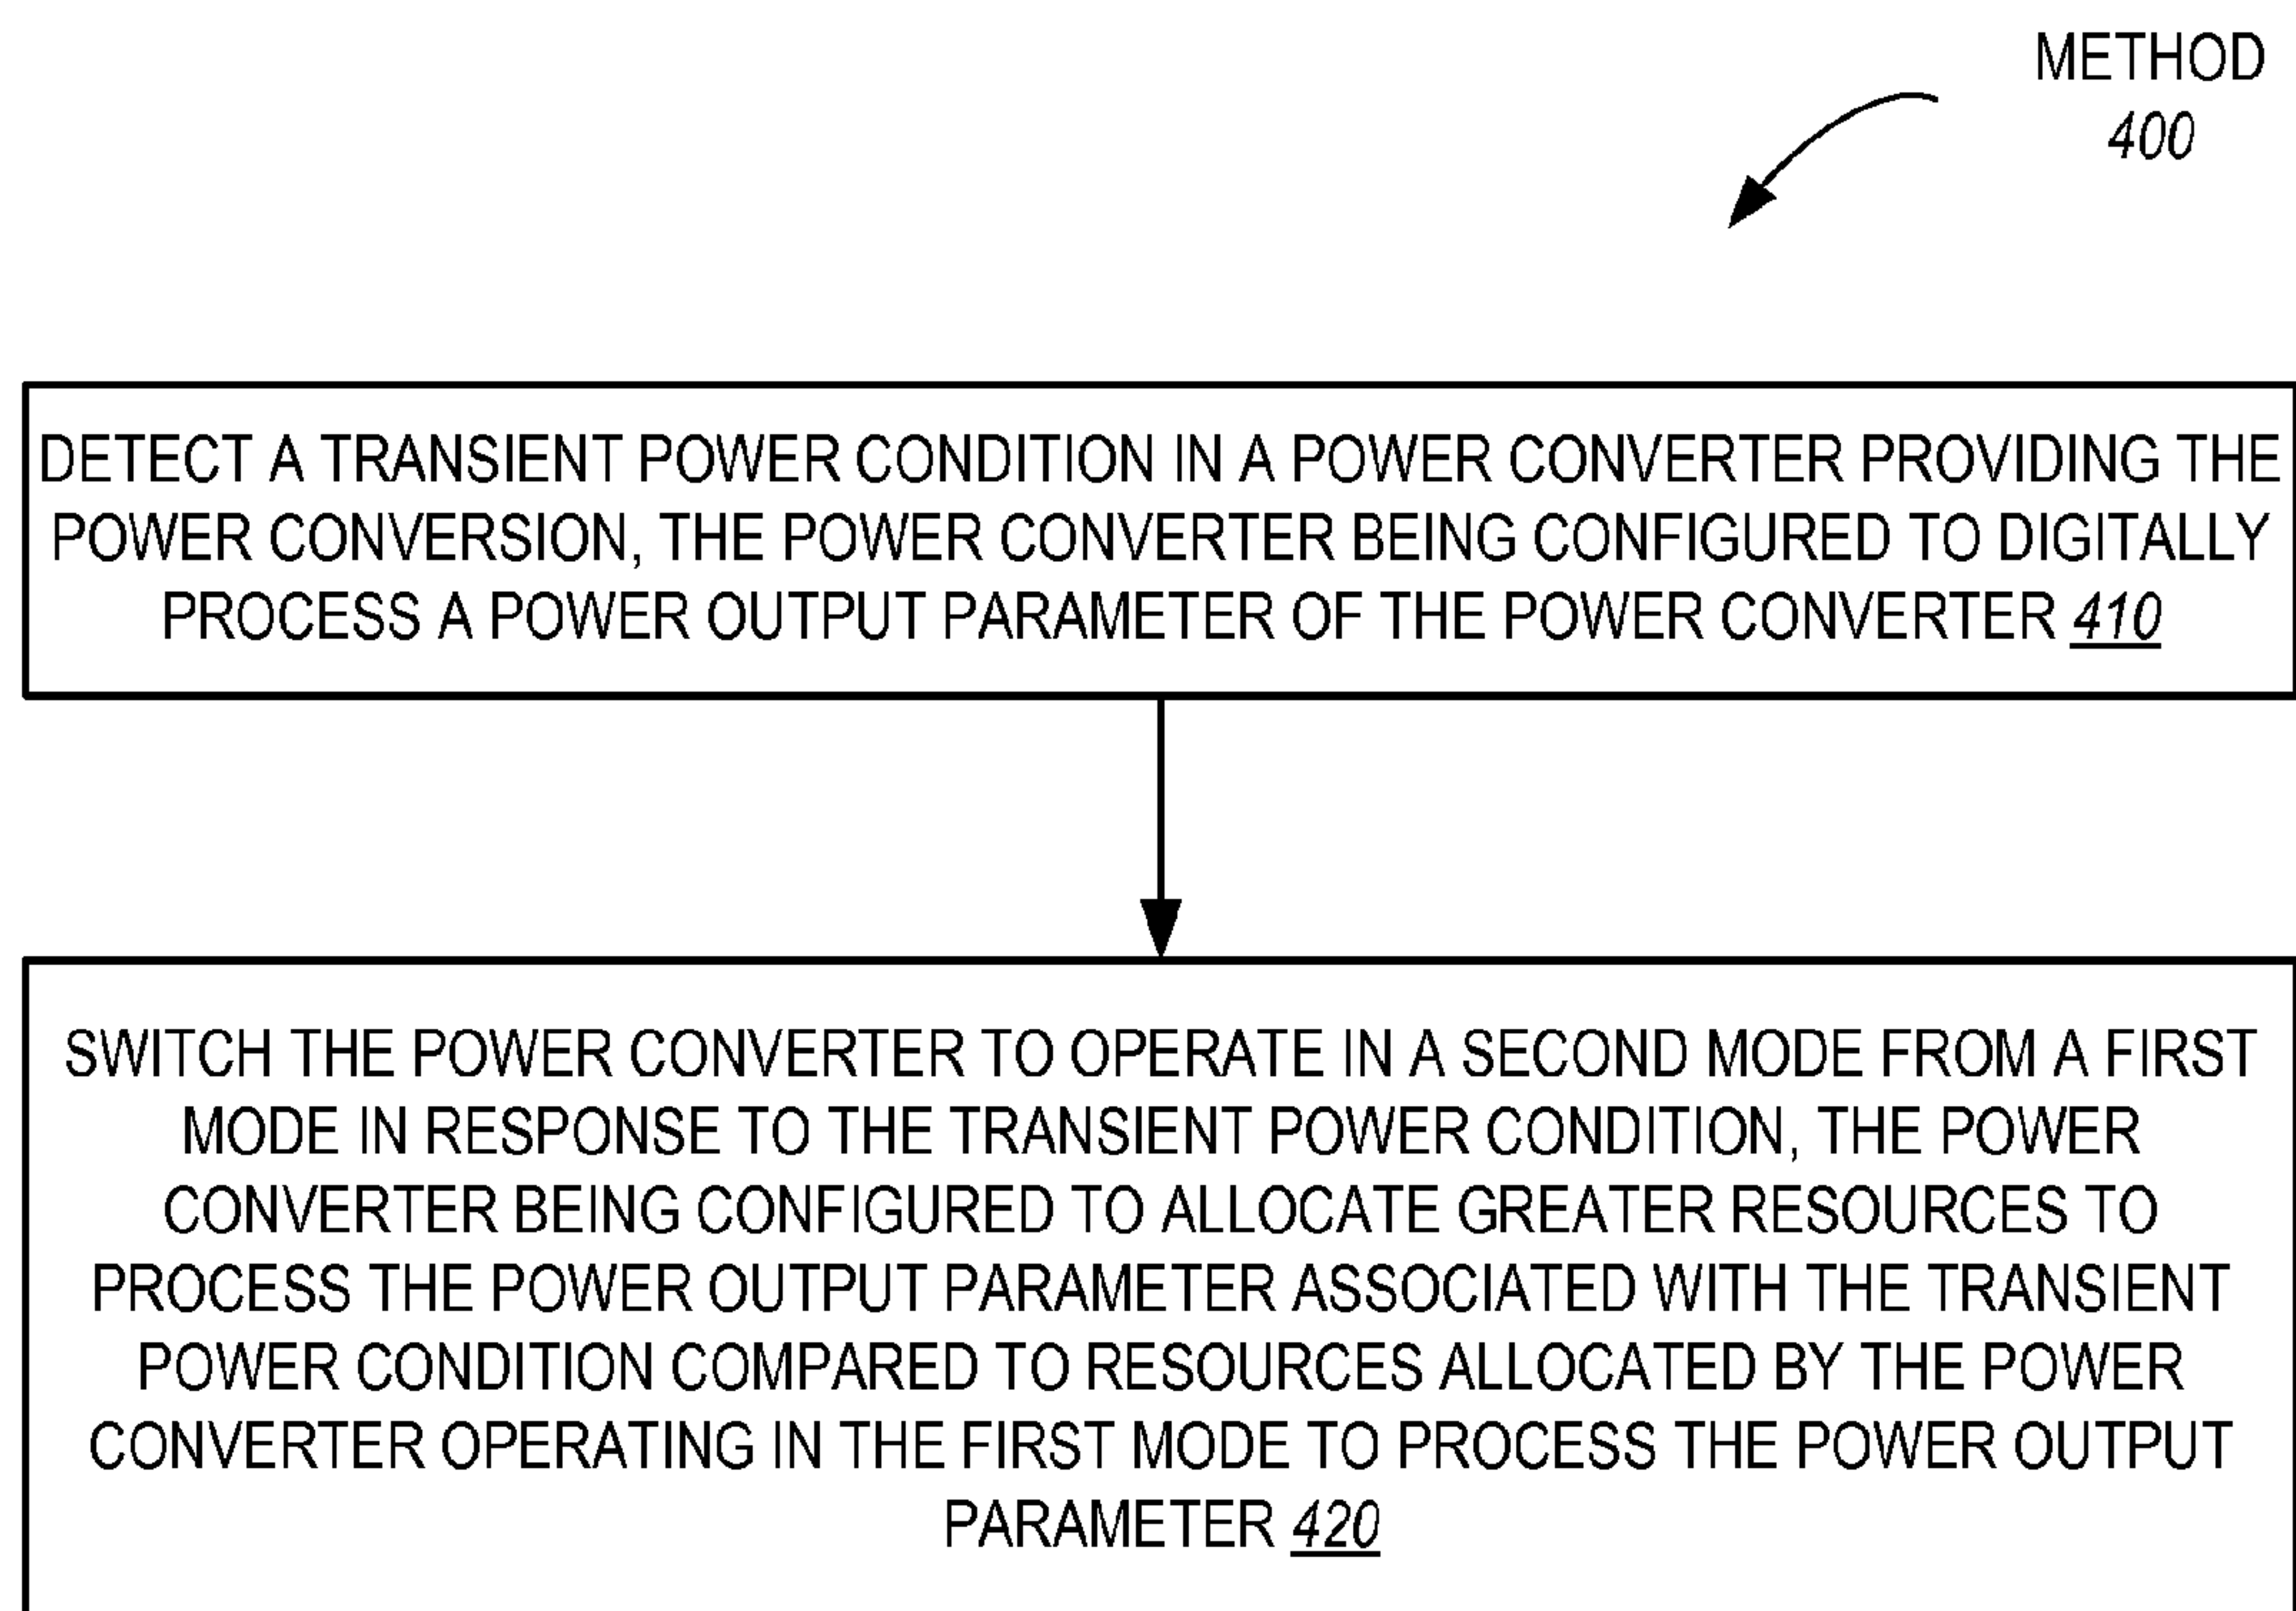 METHOD
400
DETECT A TRANSIENT POWER CONDITION IN A POWER CONVERTER PROVIDING THE
POWER CONVERSION, THE POWER CONVERTER BEING CONFIGURED TO DIGITALLY
PROCESS A POWER OUTPUT PARAMETER OF THE POWER CONVERTER 410
SWITCH THE POWER CONVERTER TO OPERATE IN A SECOND MODE FROM A FIRST
MODE IN RESPONSE TO THE TRANSIENT POWER CONDITION, THE POWER
CONVERTER BEING CONFIGURED TO ALLOCATE GREATER RESOURCES TO
PROCESS THE POWER OUTPUT PARAMETER ASSOCIATED WITH THE TRANSIENT
POWER CONDITION COMPARED TO RESOURCES ALLOCATED BY THE POWER
CONVERTER OPERATING IN THE FIRST MODE TO PROCESS THE POWER OUTPUT
PARAMETER 420